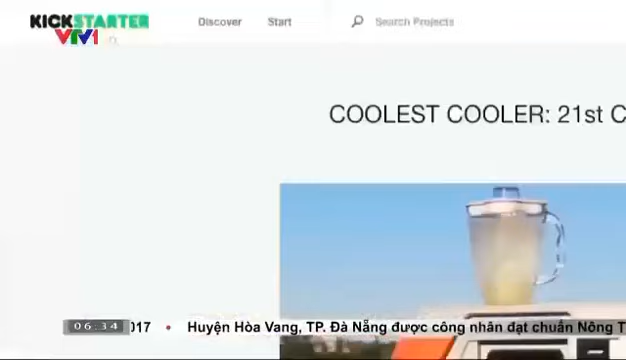 KICKSTARTER
Discover Start Search Projects
VTV1
COOLEST COOLER: 21st C
06:34 017 • Huyện Hòa Vang, TP. Đà Nẵng được công nhân đạt chuẩn Nông T